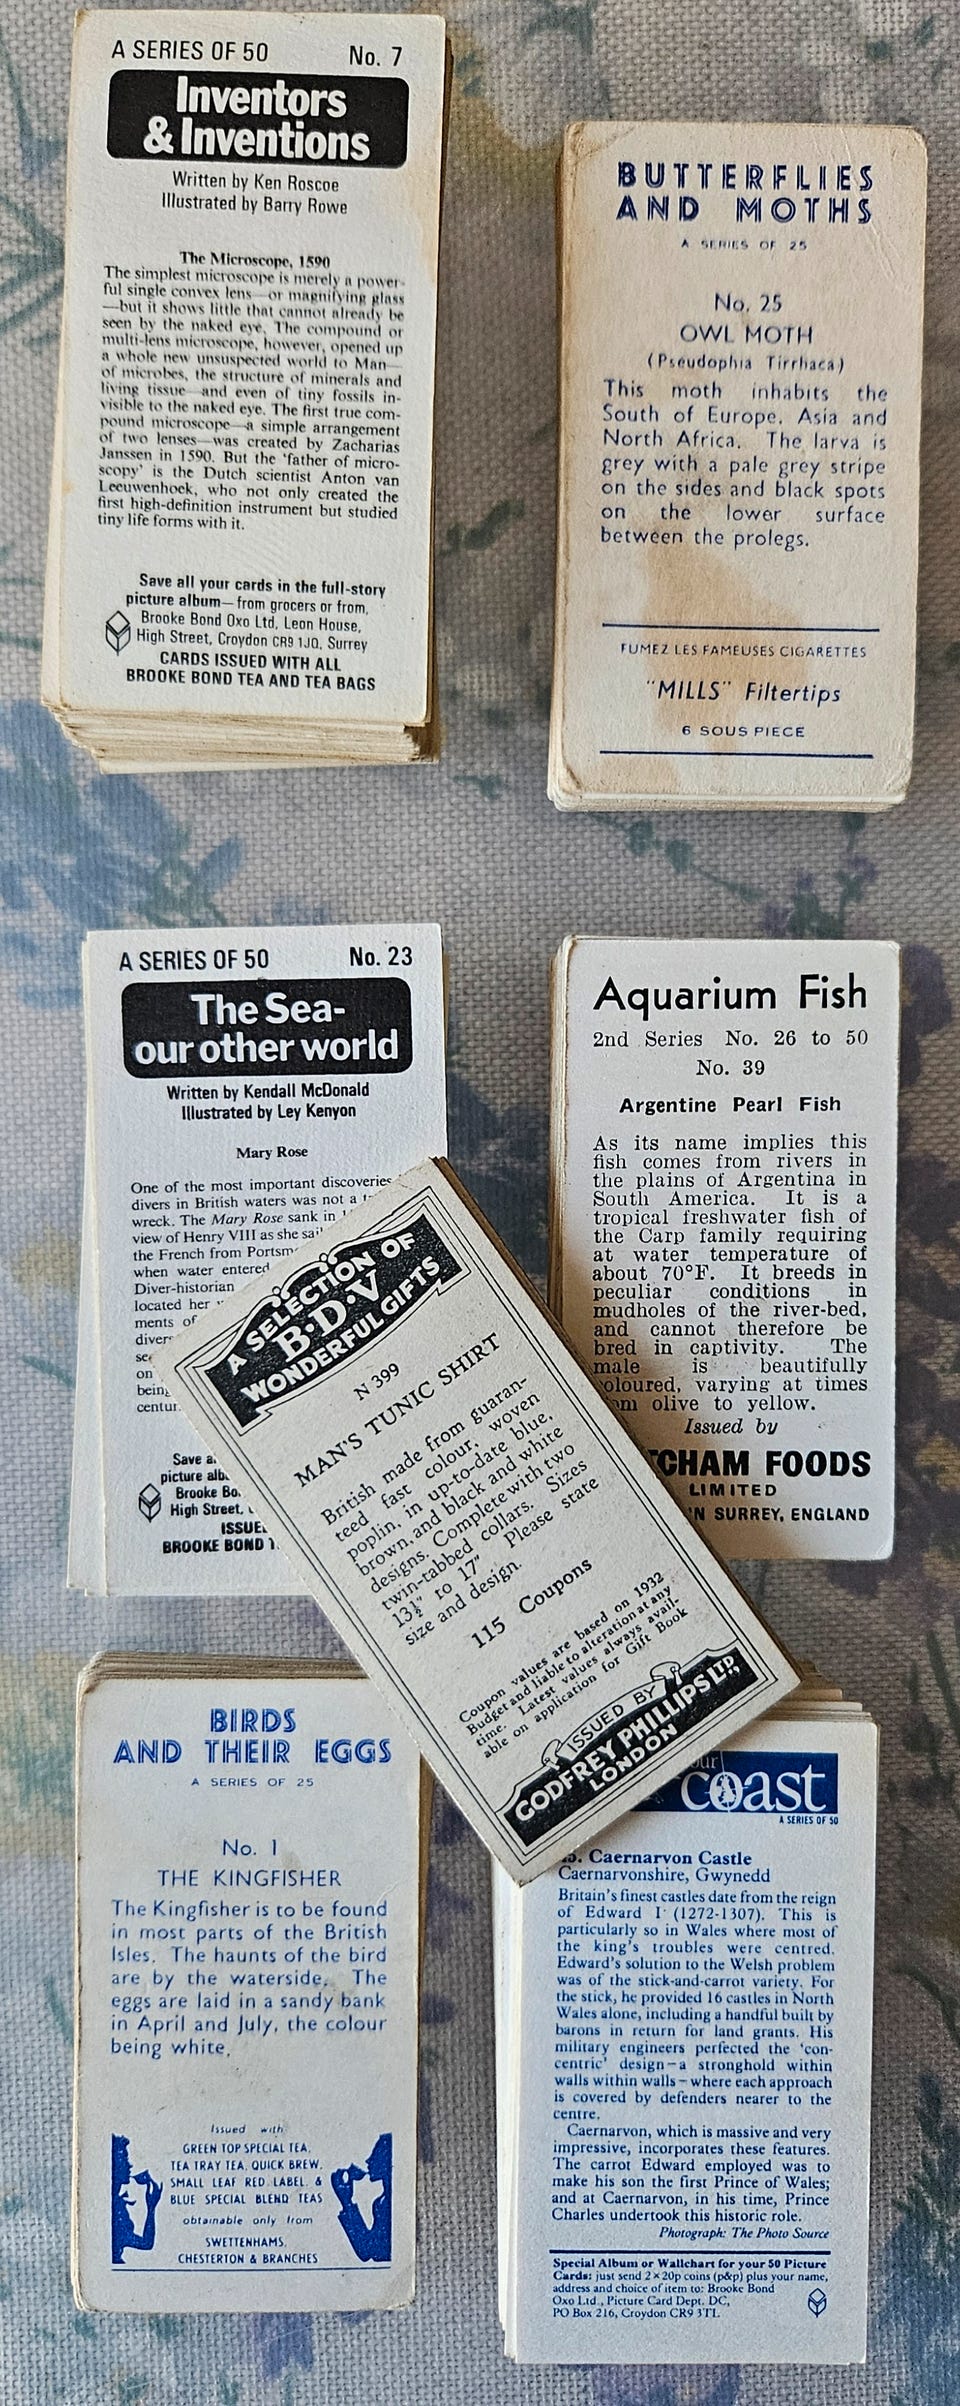 A SERIES OF 50 No. 7
Inventors
& Inventions
Written by Ken Roscoe
Illustrated by Barry Rowe
The Microscope, 1590
The simplest microscope is merely a power-
ful single convex lens—or magnifying glass
—but it shows little that cannot already be
seen by the naked eye. The compound or
multi-lens microscope, however, opened up
a whole new unsuspected world to Man—
of microbes, the structure of minerals and
living tissue—and even of tiny fossils in-
visible to the naked eye. The first true com-
pound microscope—a simple arrangement
of two lenses—was created by Zacharias
Janssen in 1590. But the 'father of micro-
scopy' is the Dutch scientist Anton van
Leeuwenhoek, who not only created the
first high-definition instrument but studied
tiny life forms with it.
Save all your cards in the full-story
picture album—from grocers or from,
Brooke Bond Oxo Ltd, Leon House,
High Street, Croydon CR9 1JQ, Surrey
CARDS ISSUED WITH ALL
BROOKE BOND TEA AND TEA BAGS
BUTTERFLIES
AND MOTHS
A SERIES OF 25
No. 25
OWL MOTH
(Pseudophia Tirrhaca)
This moth inhabits the
South of Europe, Asia and
North Africa. The larva is
grey with a pale grey stripe
on the sides and black spots
on the lower surface
between the prolegs.
FUMEZ LES FAMEUSES CIGARETTES
"MILLS" Filtertips
6 SOUS PIECE
A SERIES OF 50 No. 23
The Sea-
our other world
Written by Kendall McDonald
Illustrated by Ley Kenyon
Mary Rose
One of the most important discoveries
divers in British waters was not a
wreck. The Mary Rose sank in
view of Henry VIII as she
the French from
when water entered
Diver-historian
located her
ments of
on
being
Save
picture
Brooke
High Street,
BROOKE BOND
Aquarium Fish
2nd Series No. 26 to 50
No. 39
Argentine Pearl Fish
As its name implies this
fish comes from rivers in
the plains of Argentina in
South America. It is a
tropical freshwater fish of
the Carp family requiring
at water temperature of
about 70°F. It breeds in
peculiar conditions in
mudholes of the river-bed,
and cannot therefore be
bred in captivity. The
male is beautifully
oloured, varying at times
olive to yellow.
Issued by
CHAM FOODS
LIMITED
SURREY, ENGLAND
A SELECTION OF
B·D·V
WONDERFUL GIFTS
N 399
MAN'S TUNIC SHIRT
British made from guaran-
teed fast colour, woven
poplin, in up-to-date blue,
brown, and black and white
designs. Complete with two
twin-tabbed collars. Sizes
13½" to 17" Please state
size and design.
115 Coupons
Coupon values are based on 1932
Budget and liable to alteration at any
time. Latest values always avail-
able on application for Gift Book
ISSUED BY
GODFREY PHILLIPS LTD.,
LONDON
BIRDS
AND THEIR EGGS
A SERIES OF 25
No. 1
THE KINGFISHER
The Kingfisher is to be found
in most parts of the British
Isles. The haunts of the bird
are by the waterside. The
eggs are laid in a sandy bank
in April and July, the colour
being white.
Issued with
GREEN TOP SPECIAL TEA,
TEA TRAY TEA, QUICK BREW,
SMALL LEAF RED LABEL, &
BLUE SPECIAL BLEND TEAS
obtainable only from
SWETTENHAMS,
CHESTERTON & BRANCHES
our
coast
A SERIES OF 50
Caernarvon Castle
Caernarvonshire, Gwynedd
Britain's finest castles date from the reign
of Edward I (1272-1307). This is
particularly so in Wales where most of
the king's troubles were centred.
Edward's solution to the Welsh problem
was of the stick-and-carrot variety. For
the stick, he provided 16 castles in North
Wales alone, including a handful built by
barons in return for land grants. His
military engineers perfected the 'con-
centric' design–a stronghold within
walls within walls–where each approach
is covered by defenders nearer to the
centre.
Caernarvon, which is massive and very
impressive, incorporates these features.
The carrot Edward employed was to
make his son the first Prince of Wales;
and at Caernarvon, in his time, Prince
Charles undertook this historic role.
Photograph: The Photo Source
Special Album or Wallchart for your 50 Picture
Cards: just send 2 × 20p coins (p&p) plus your name,
address and choice of item to: Brooke Bond
Oxo Ltd., Picture Card Dept. DC,
PO Box 216, Croydon CR9 3TL